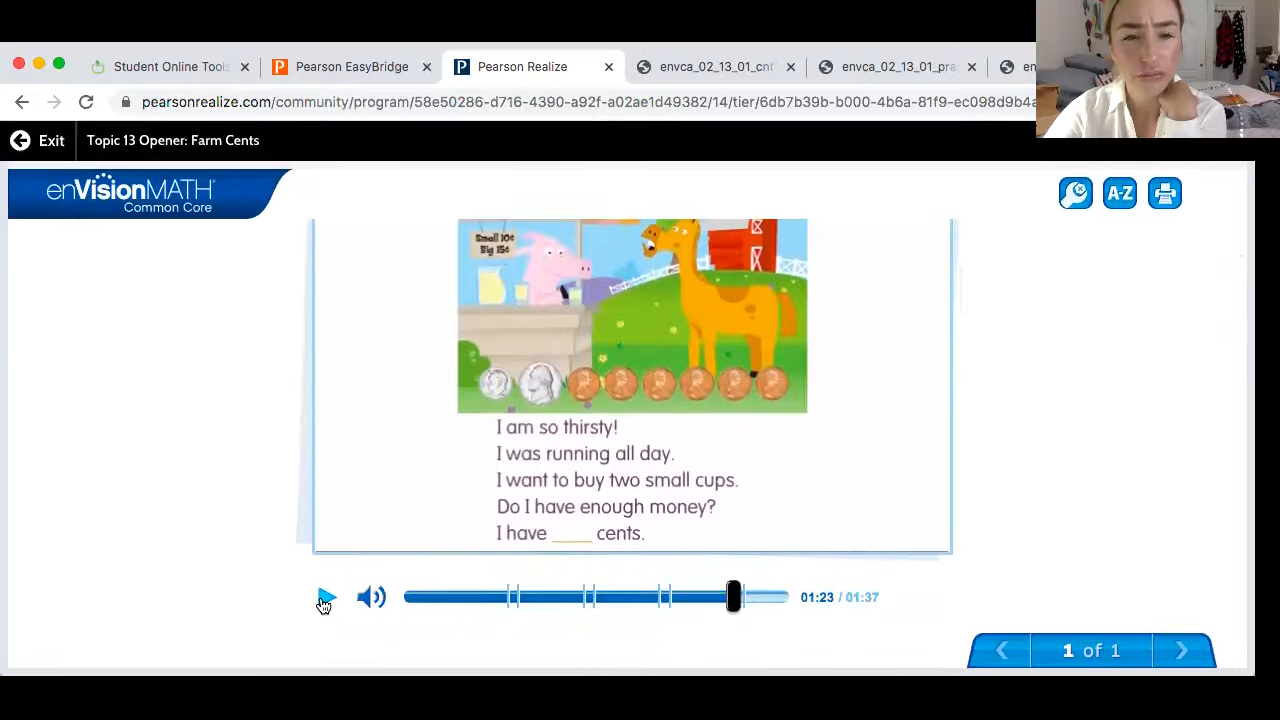 Student Online Tools
Pearson EasyBridge
Pearson Realize
envca_02_13_01_cnt
envca_02_13_01_pra
en
pearsonrealize.com/community/program/58e50286-d716-4390-a92f-a02ae1d49382/14/tier/6db7b39b-b000-4b6a-81f9-ec098d9b4a
Exit
Topic 13 Opener: Farm Cents
enVisionMATH
Common Core
A-Z
Small 10¢
Big 15¢
I am so thirsty!
I was running all day.
I want to buy two small cups.
Do I have enough money?
I have ____ cents.
01:23 / 01:37
1 of 1